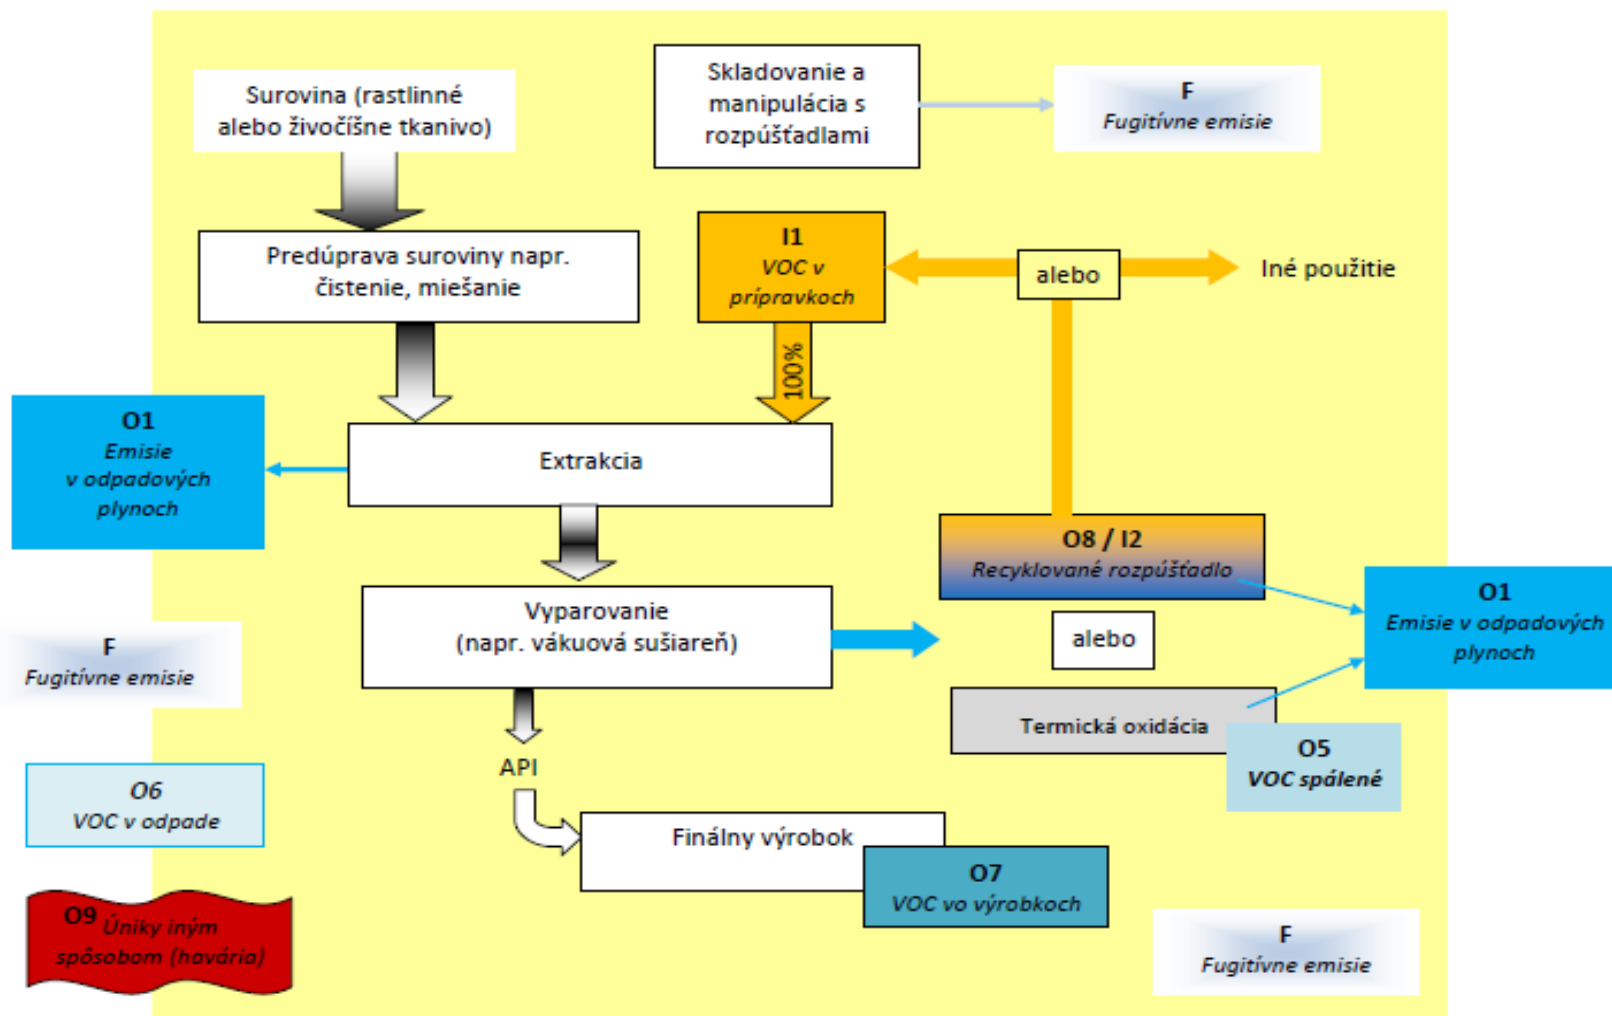 Surovina (rastlinné
alebo živočíšne tkanivo)
Skladovanie a
manipulácia s
rozpúšťadlami
F
Fugitívne emisie
Predúprava suroviny napr.
čistenie, miešanie
I1
VOC v
prípravkoch
alebo
Iné použitie
100%
O1
Emisie
v odpadových
plynoch
Extrakcia
O8 / I2
Recyklované rozpúšťadlo
Vyparovanie
(napr. vákuová sušiareň)
alebo
O1
Emisie v odpadových
plynoch
F
Fugitívne emisie
Termická oxidácia
O5
VOC spálené
API
O6
VOC v odpade
Finálny výrobok
O7
VOC vo výrobkoch
O9 Úniky iným
spôsobom (havária)
F
Fugitívne emisie